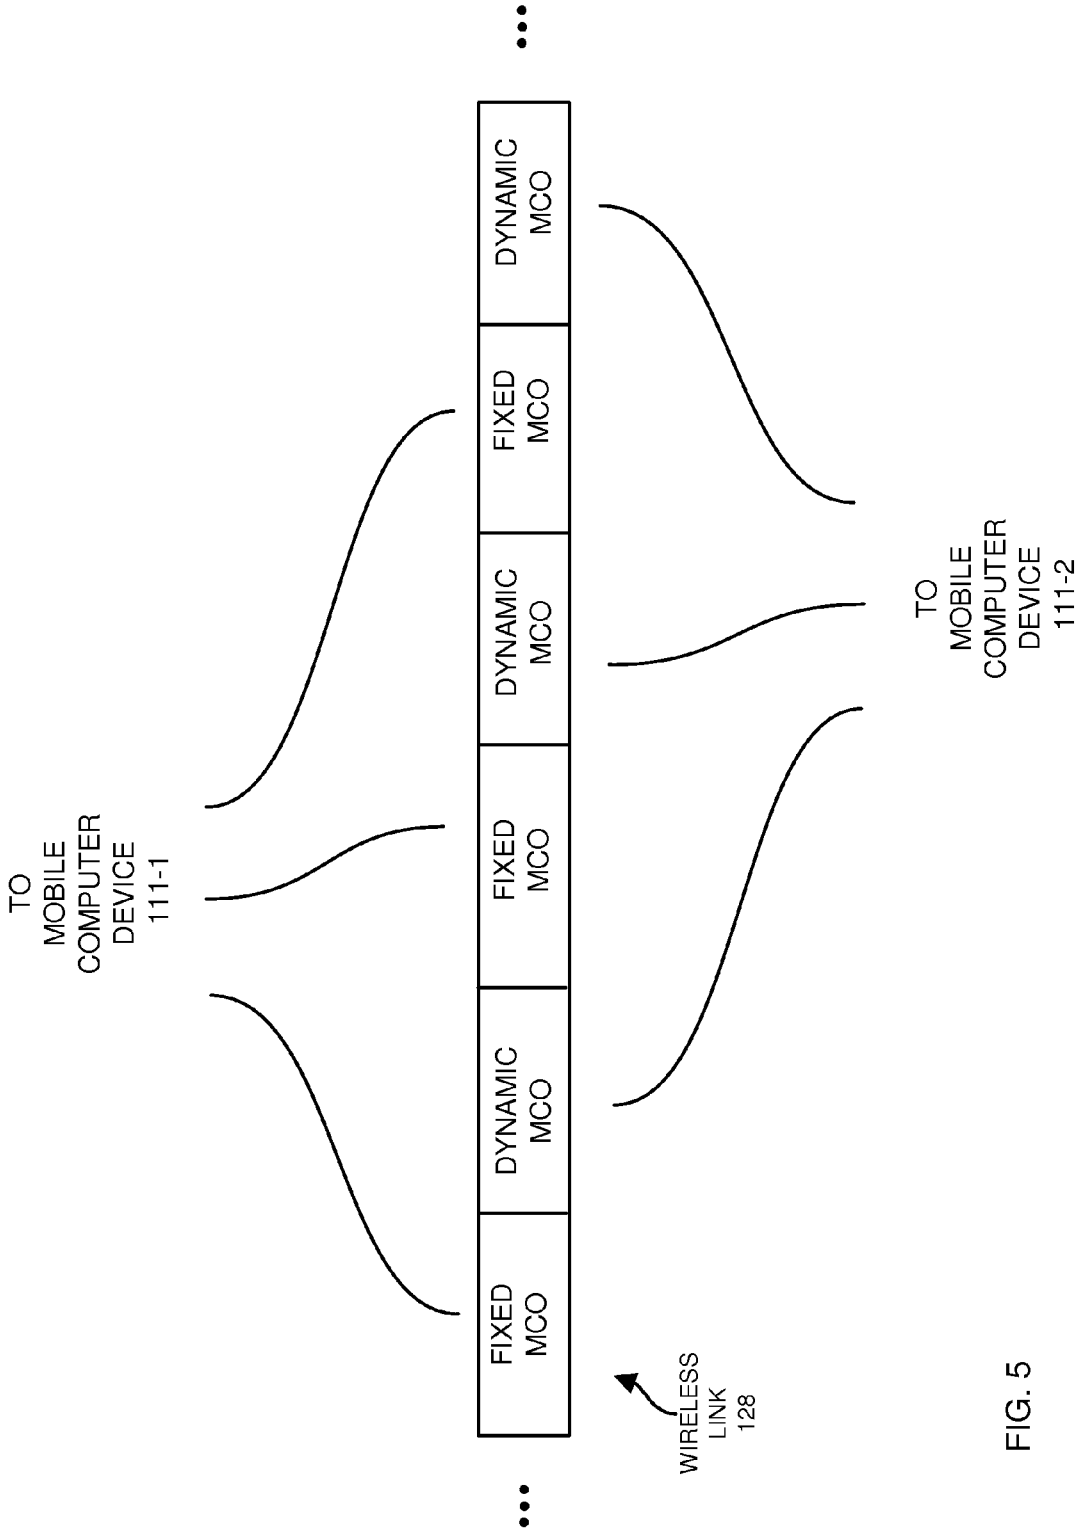 TO
MOBILE
COMPUTER
DEVICE
111-1
FIXED
MCO
DYNAMIC
MCO
FIXED
MCO
DYNAMIC
MCO
FIXED
MCO
DYNAMIC
MCO
WIRELESS
LINK
128
TO
MOBILE
COMPUTER
DEVICE
111-2
FIG. 5